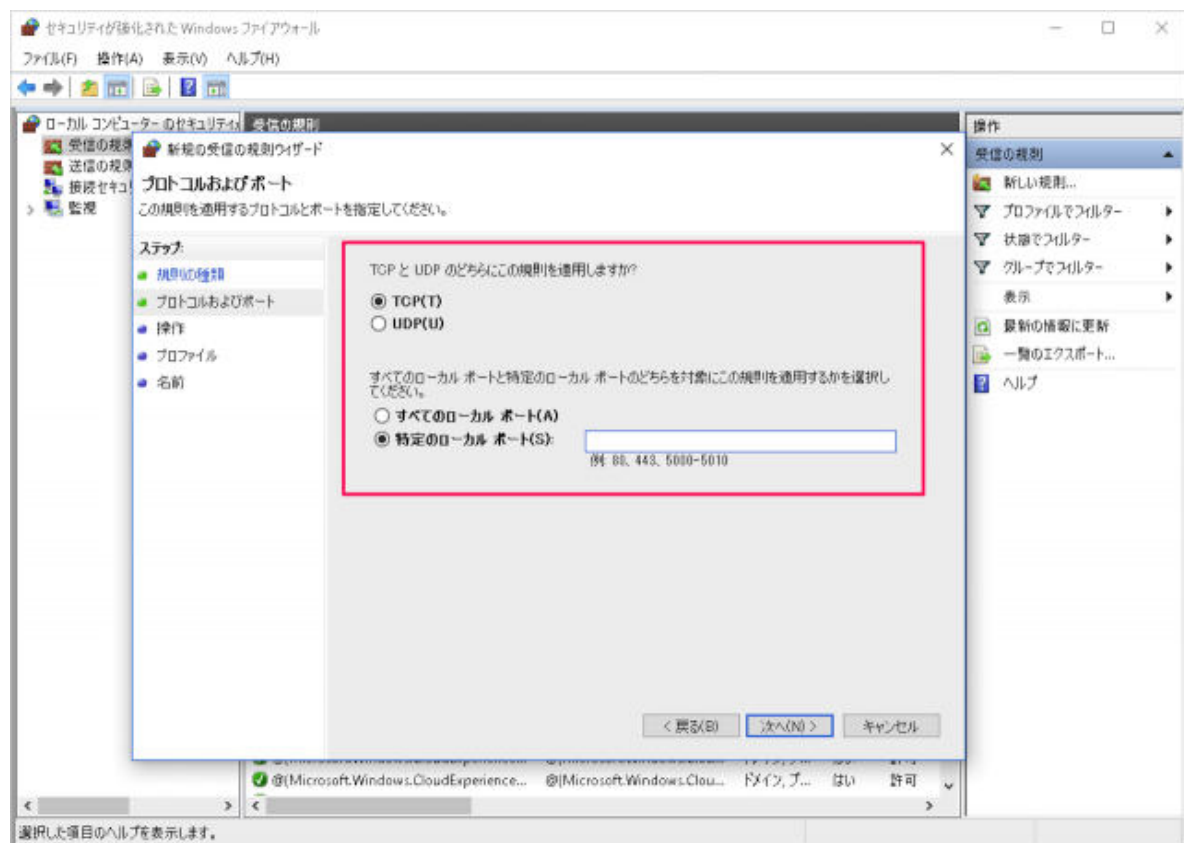 セキュリティが強化された Windows ファイアウォール
ファイル(F) 操作(A) 表示(V) ヘルプ(H)
ローカル コンピューター のセキュリティ
受信の規則
送信の規則
接続セキュ
監視
受信の規則
新規の受信の規則ウィザード
プロトコルおよびポート
この規則を適用するプロトコルとポートを指定してください。
ステップ:
規則の種類
プロトコルおよびポート
操作
プロファイル
名前
TCP と UDP のどちらにこの規則を適用しますか?
TCP(T)
UDP(U)
すべてのローカル ポートと特定のローカル ポートのどちらを対象にこの規則を適用するかを選択し
てください。
すべてのローカル ポート(A)
特定のローカル ポート(S):
例: 80、443、5000-5010
< 戻る(B) 次へ(N) > キャンセル
@{Microsoft.Windows.CloudExperience... @{Microsoft.Windows.Clou... ドメイン, プ... はい 許可
操作
受信の規則
新しい規則...
プロファイルでフィルター
状態でフィルター
グループでフィルター
表示
最新の情報に更新
一覧のエクスポート...
ヘルプ
選択した項目のヘルプを表示します。